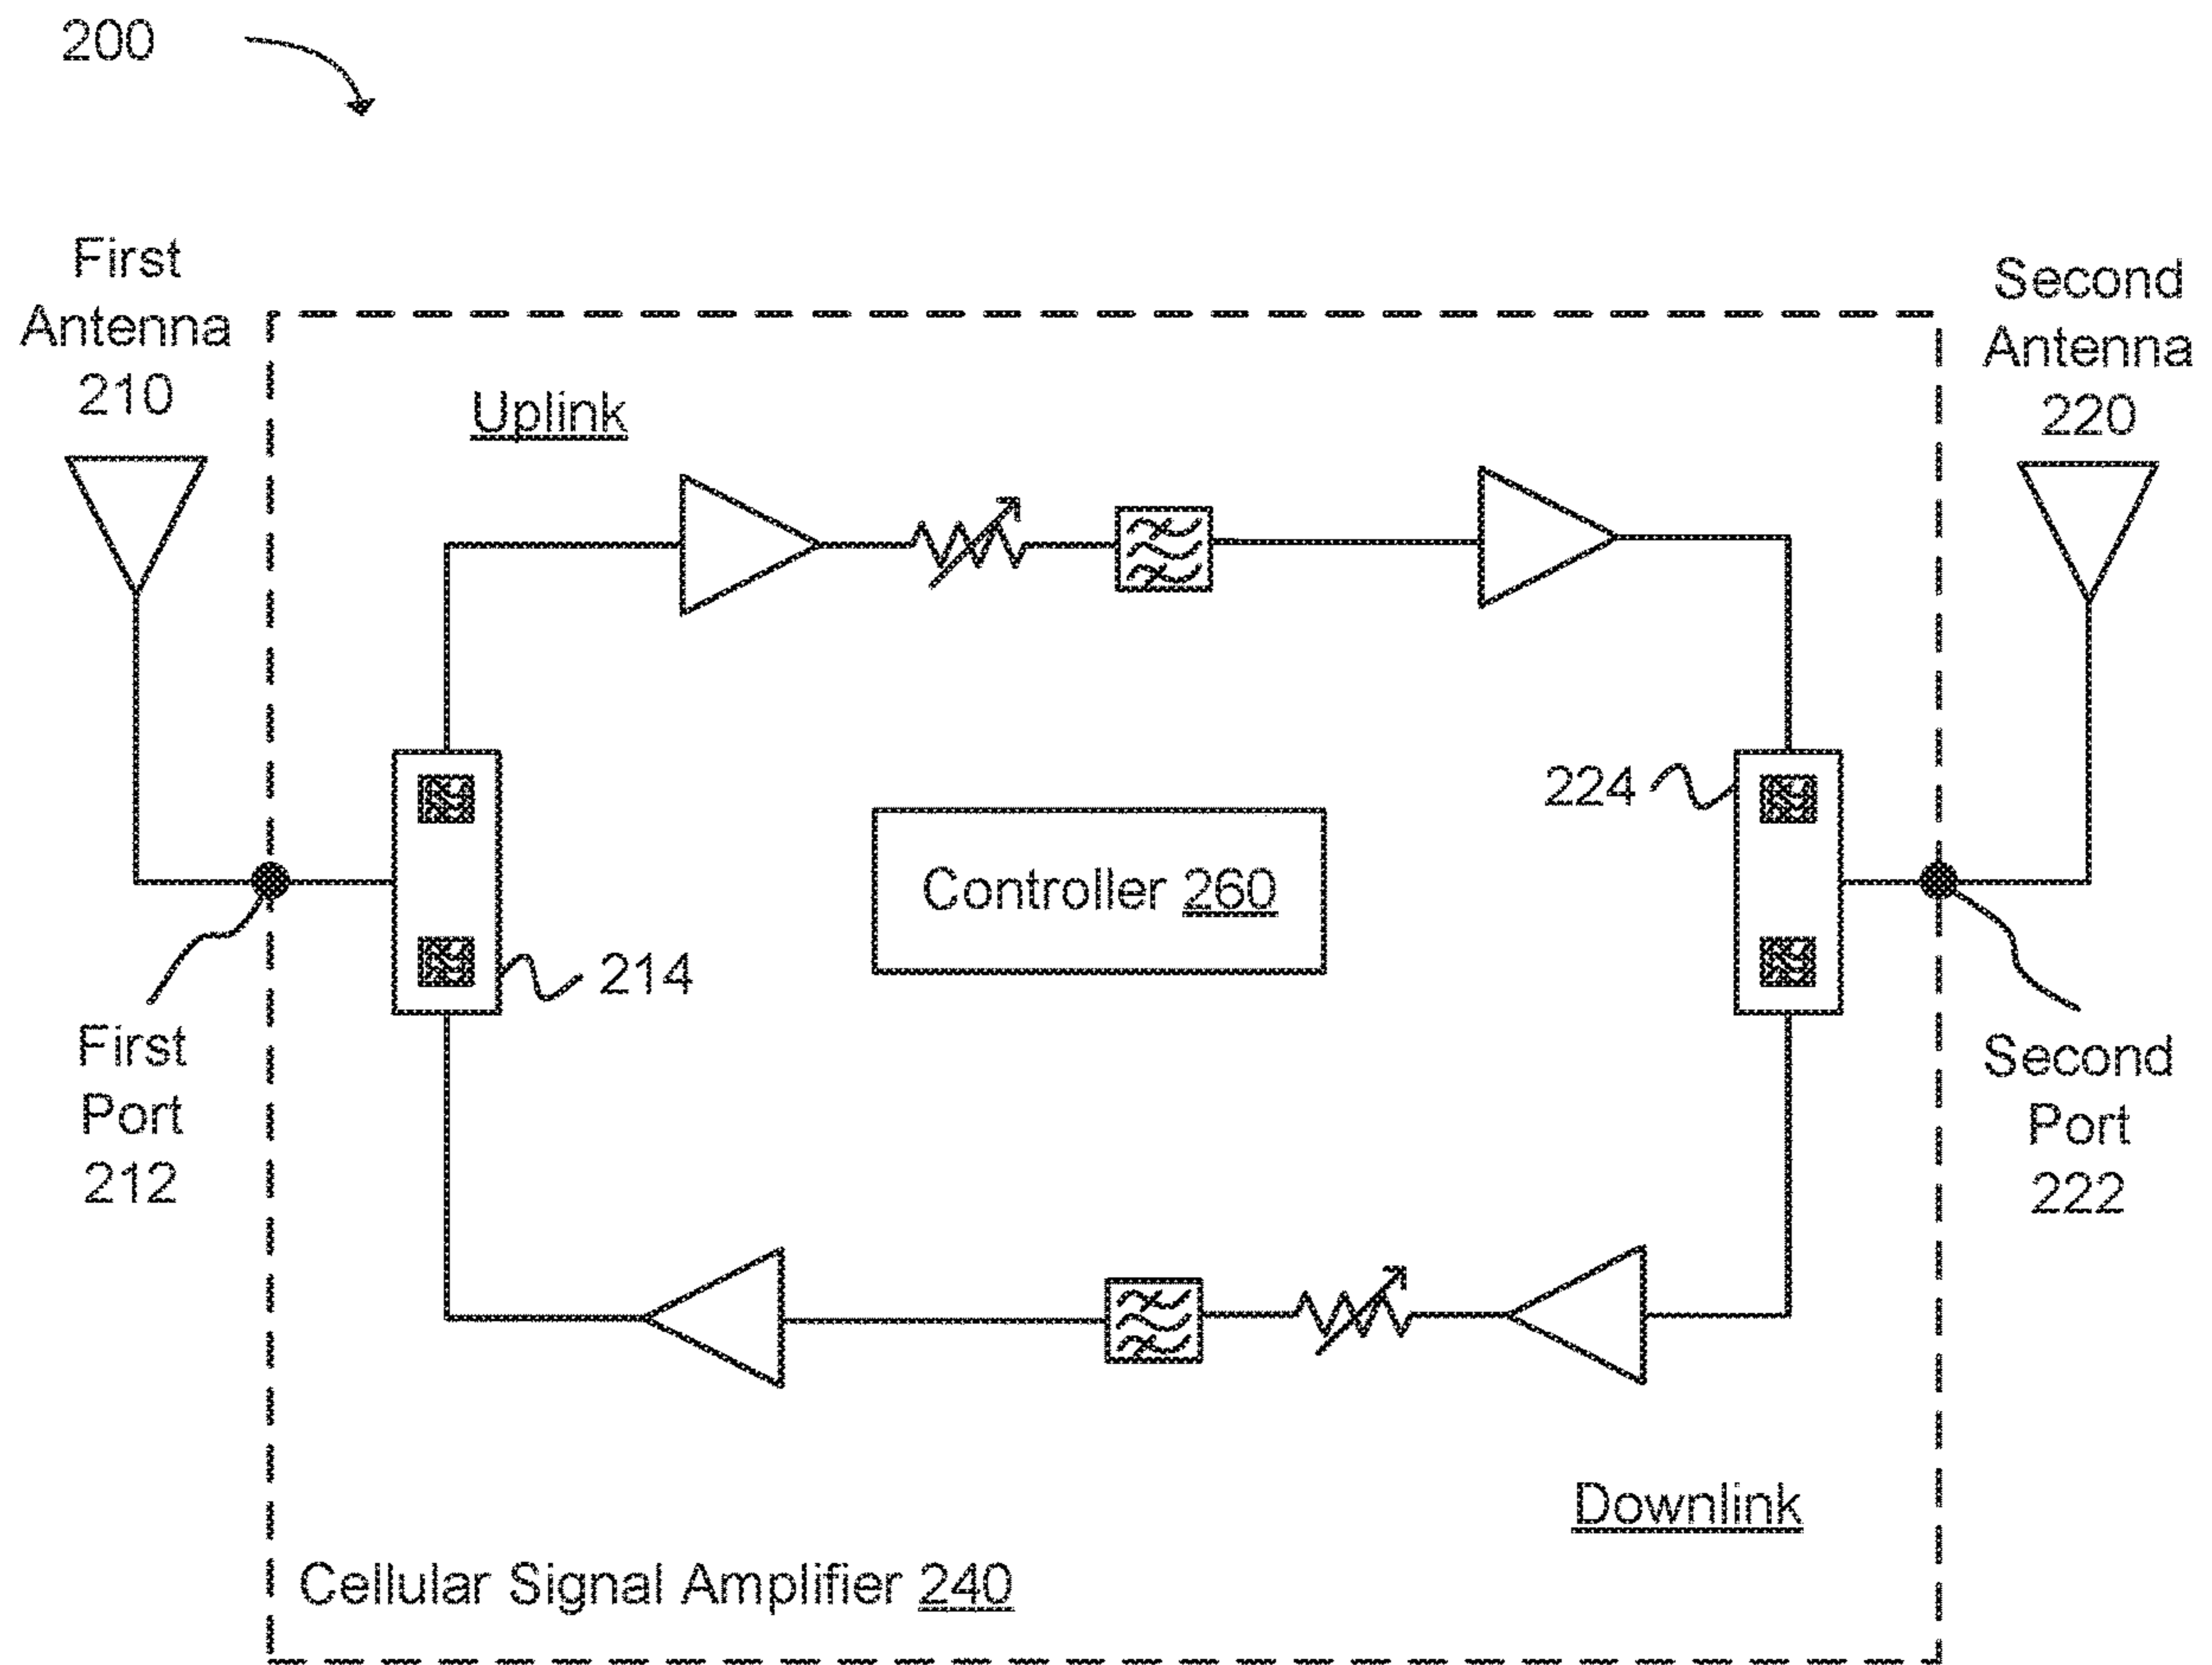 200
First
Antenna
210
Second
Antenna
220
Uplink
224
Controller 260
214
First
Port
212
Second
Port
222
Downlink
Cellular Signal Amplifier 240